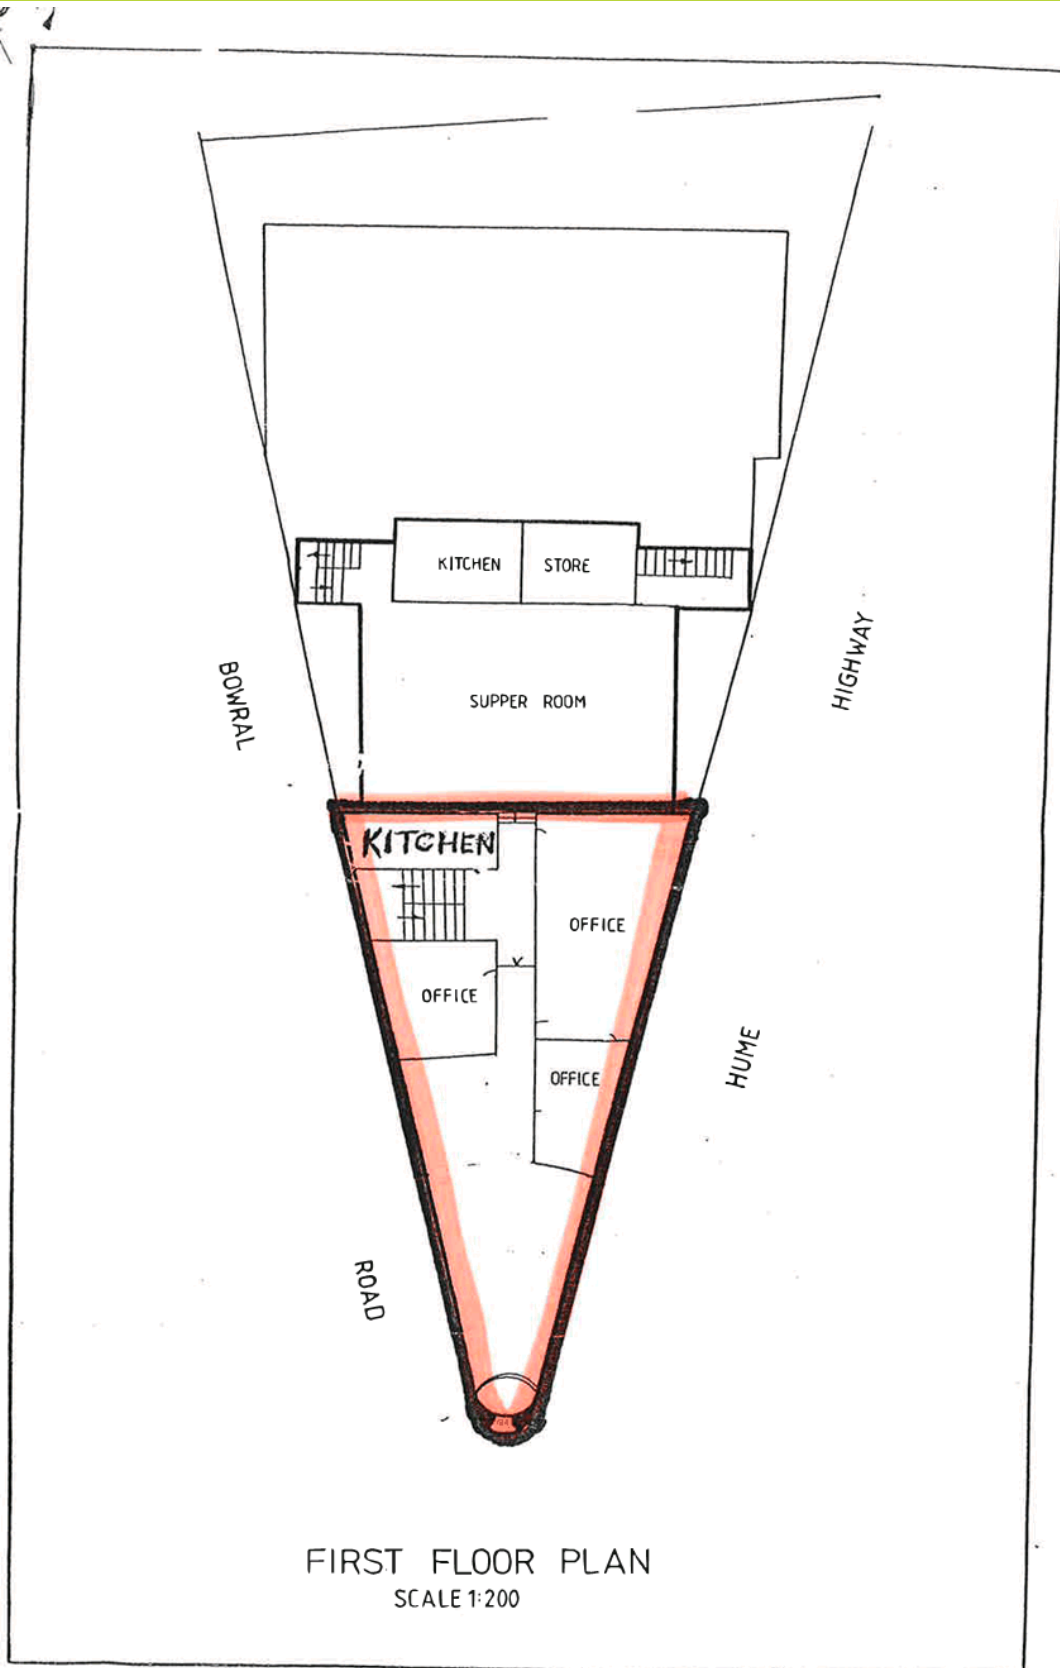 KITCHEN
STORE
SUPPER ROOM
BOWRAL
HIGHWAY
KITCHEN
OFFICE
OFFICE
OFFICE
HUME
ROAD
FIRST FLOOR PLAN
SCALE 1:200